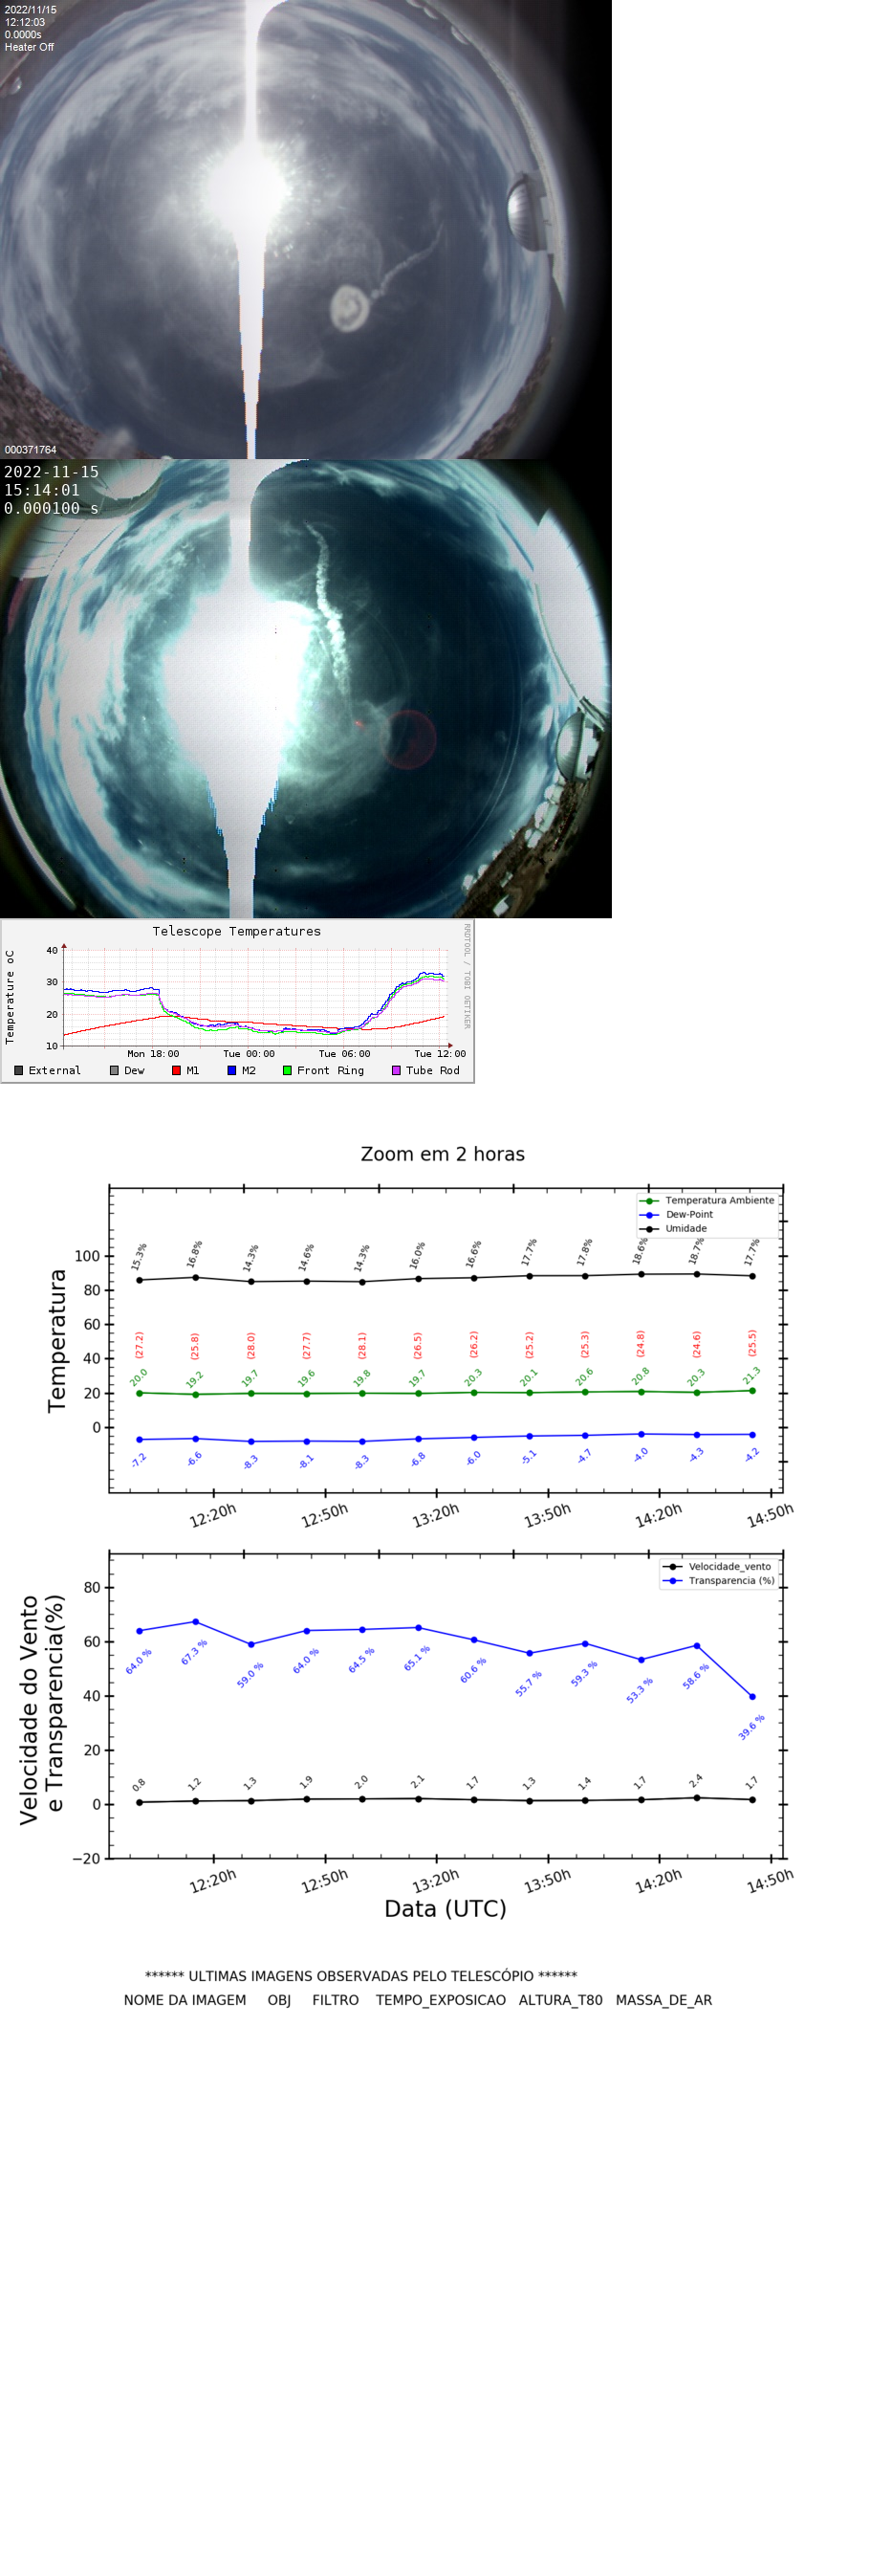 2022/11/15
12:12:03
0.0000s
Heater Off
000371764
2022-11-15
15:14:01
0.000100 s
Telescope Temperatures
RRDTOOL / TOBI OETIKER
Temperature oC
40
30
20
10
Mon 18:00 Tue 00:00 Tue 06:00 Tue 12:00
External Dew M1 M2 Front Ring Tube Rod
Zoom em 2 horas
Temperatura Ambiente
Dew-Point
Umidade
Temperatura
100
80
60
40
20
0
15.3% 16.8% 14.3% 14.6% 14.3% 16.0% 16.6% 17.7% 17.8% 18.6% 18.7% 17.7%
(27.2) (25.8) (28.0) (27.7) (28.1) (26.5) (26.2) (25.2) (25.3) (24.8) (24.6) (25.5)
20.0 19.2 19.7 19.6 19.8 19.7 20.3 20.1 20.6 20.8 20.3 21.3
-7.2 -6.6 -8.3 -8.1 -8.3 -6.8 -6.0 -5.1 -4.7 -4.0 -4.3 -4.2
12:20h 12:50h 13:20h 13:50h 14:20h 14:50h
Velocidade_vento
Transparencia (%)
Velocidade do Vento
e Transparencia(%)
80
60
40
20
0
−20
64.0 % 67.3 % 59.0 % 64.0 % 64.5 % 65.1 % 60.6 % 55.7 % 59.3 % 53.3 % 58.6 % 39.6 %
0.8 1.2 1.3 1.9 2.0 2.1 1.7 1.3 1.4 1.7 2.4 1.7
12:20h 12:50h 13:20h 13:50h 14:20h 14:50h
Data (UTC)
****** ULTIMAS IMAGENS OBSERVADAS PELO TELESCÓPIO ******
NOME DA IMAGEM OBJ FILTRO TEMPO_EXPOSICAO ALTURA_T80 MASSA_DE_AR